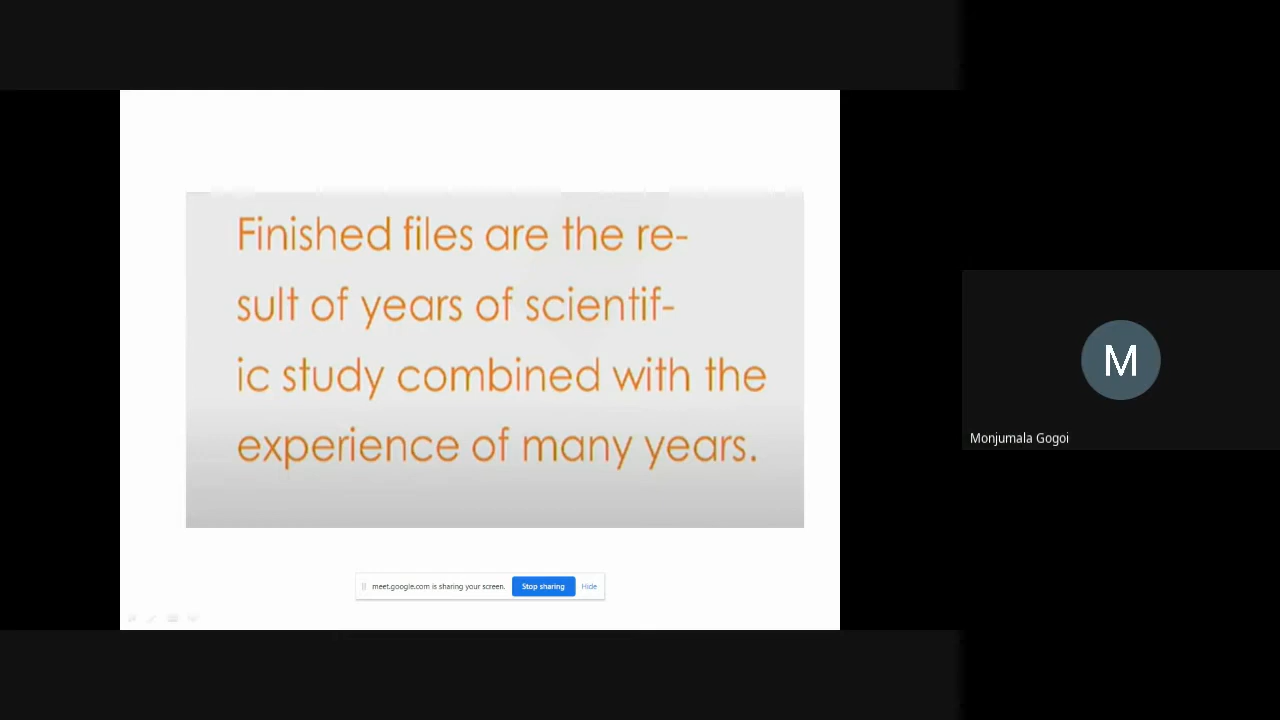 Finished files are the re-
sult of years of scientif-
ic study combined with the
experience of many years.
meet.google.com is sharing your screen. Stop sharing Hide
M
Monjumala Gogoi